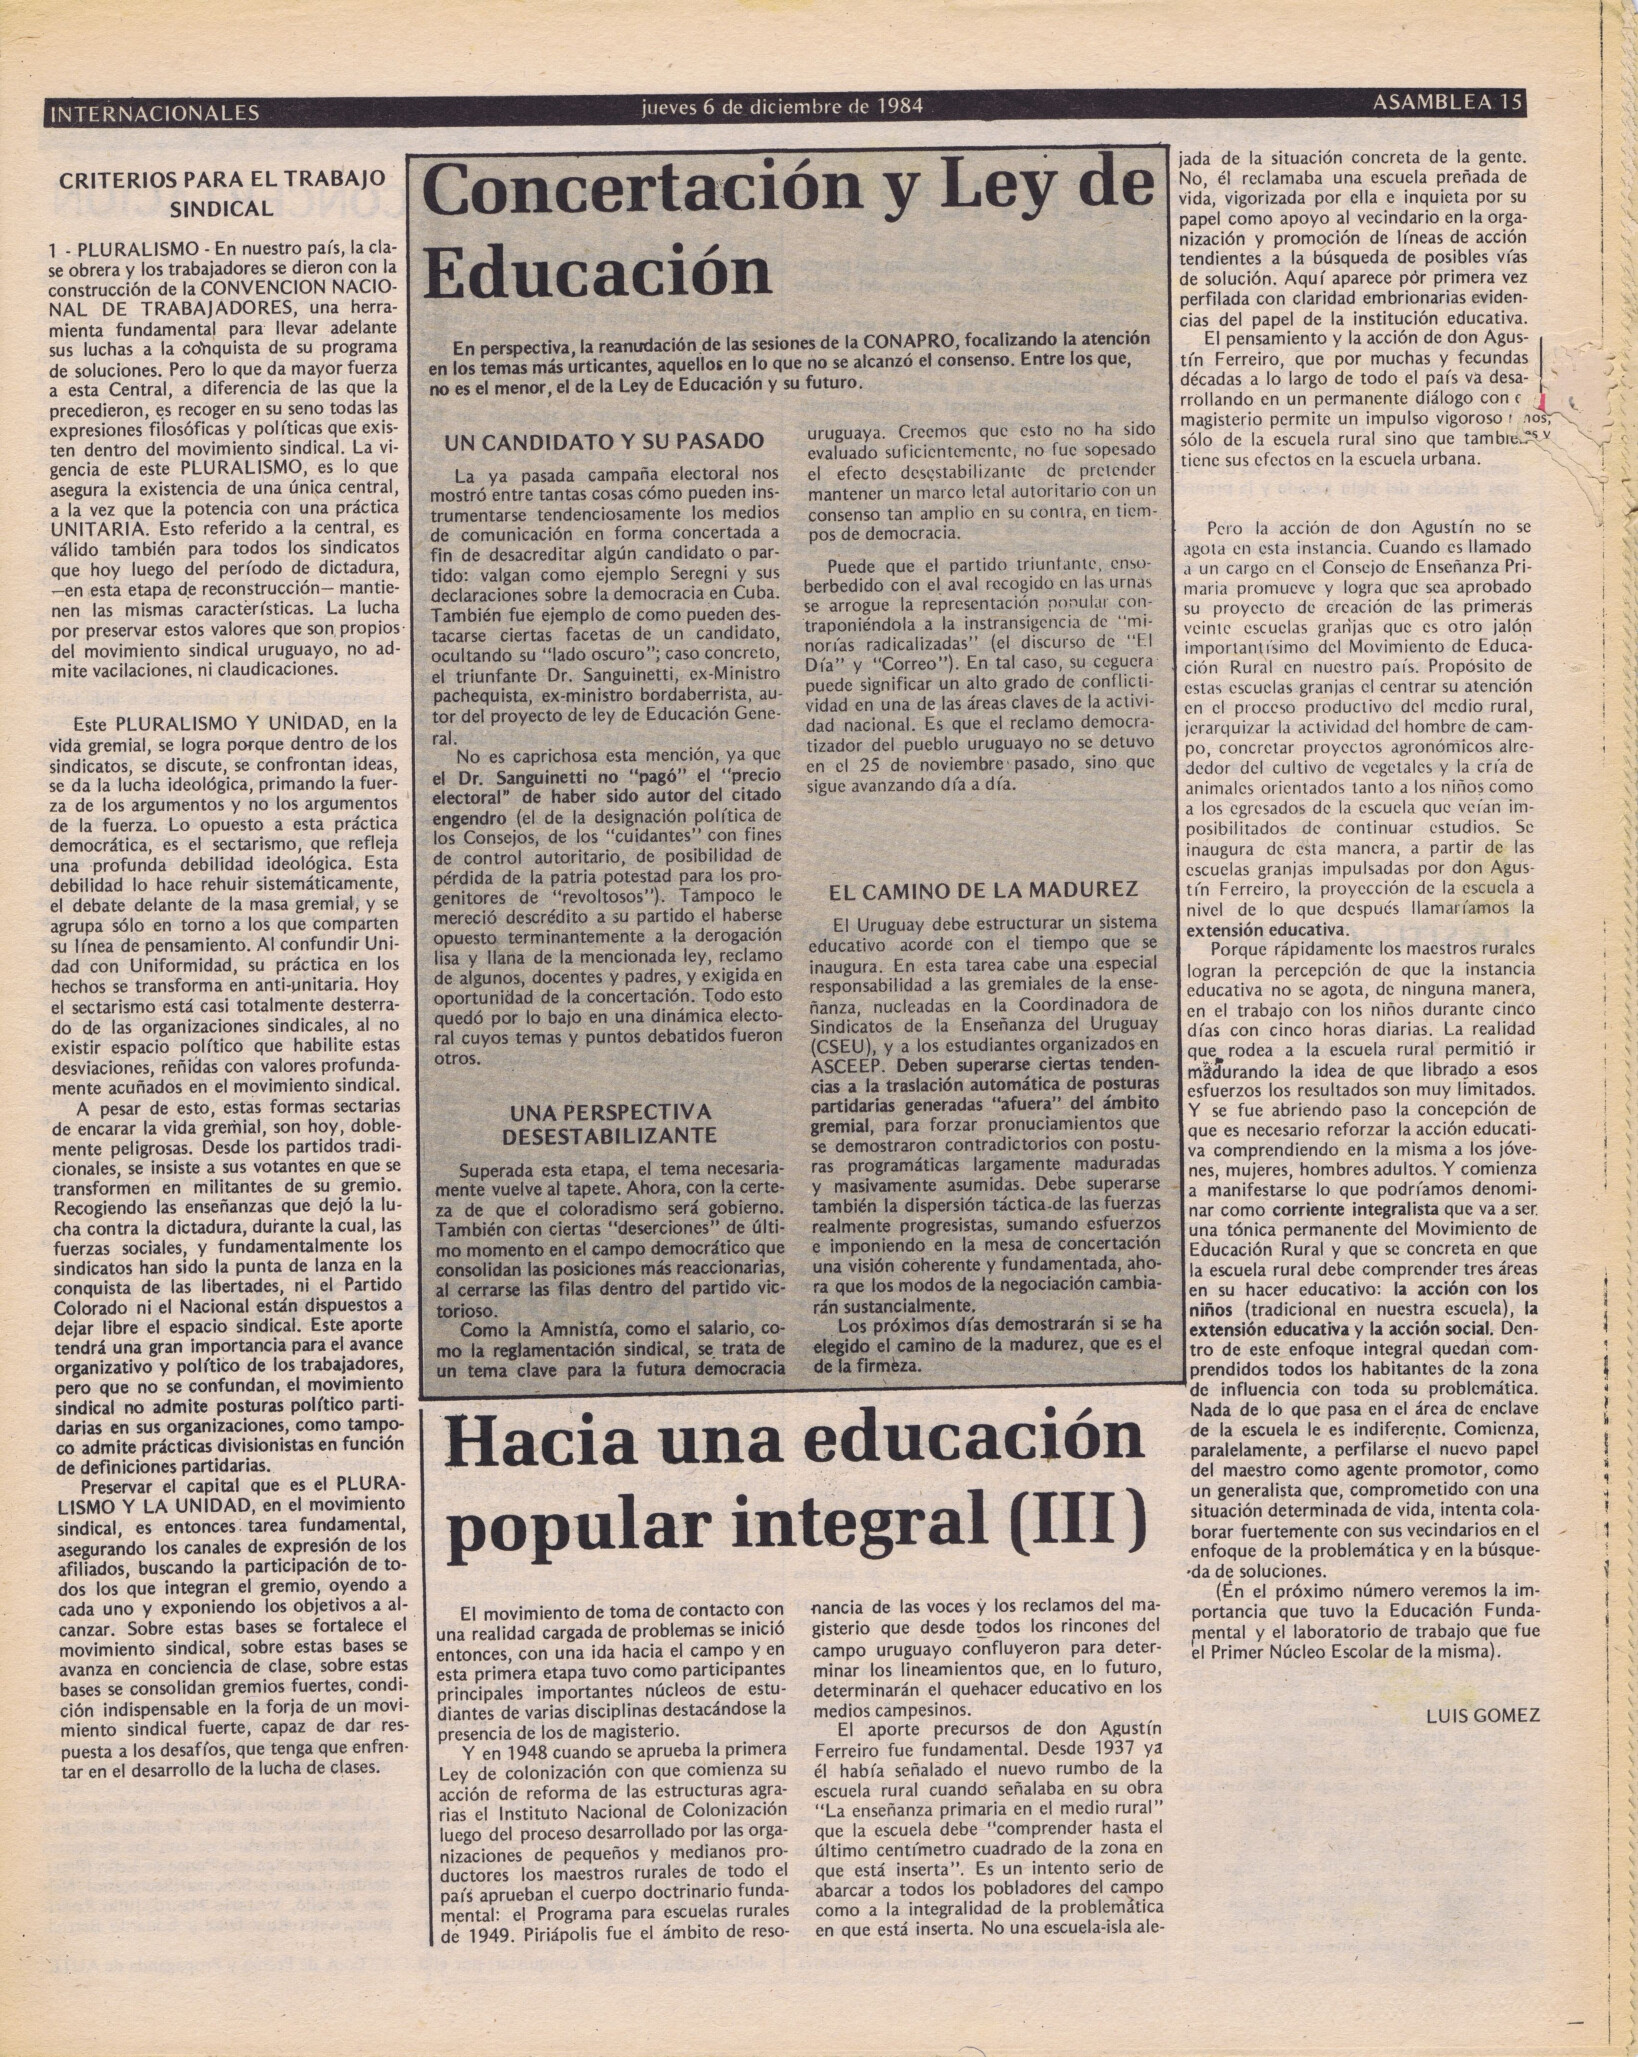 INTERNACIONALES
jueves 6 de diciembre de 1984
ASAMBLEA 15
CRITERIOS PARA EL TRABAJO
SINDICAL
1 - PLURALISMO - En nuestro país, la cla-
se obrera y los trabajadores se dieron con la
construcción de la CONVENCION NACIO-
NAL DE TRABAJADORES, una herra-
mienta fundamental para llevar adelante
sus luchas a la conquista de su programa
de soluciones. Pero lo que da mayor fuerza
a esta Central, a diferencia de las que la
precedieron, es recoger en su seno todas las
expresiones filosóficas y políticas que exis-
ten dentro del movimiento sindical. La vi-
gencia de este PLURALISMO, es lo que
asegura la existencia de una única central,
a la vez que la potencia con una práctica
UNITARIA. Esto referido a la central, es
válido también para todos los sindicatos
que hoy luego del período de dictadura,
—en esta etapa de reconstrucción— mantie-
nen las mismas características. La lucha
por preservar estos valores que son propios
del movimiento sindical uruguayo, no ad-
mite vacilaciones, ni claudicaciones.
Este PLURALISMO Y UNIDAD, en la
vida gremial, se logra porque dentro de los
sindicatos, se discute, se confrontan ideas,
se da la lucha ideológica, primando la fuer-
za de los argumentos y no los argumentos
de la fuerza. Lo opuesto a esta práctica
democrática, es el sectarismo, que refleja
una profunda debilidad ideológica. Esta
debilidad lo hace rehuir sistemáticamente,
el debate delante de la masa gremial, y se
agrupa sólo en torno a los que comparten
su línea de pensamiento. Al confundir Uni-
dad con Uniformidad, su práctica en los
hechos se transforma en anti-unitaria. Hoy
el sectarismo está casi totalmente desterra-
do de las organizaciones sindicales, al no
existir espacio político que habilite estas
desviaciones, reñidas con valores profunda-
mente acuñados en el movimiento sindical.
A pesar de esto, estas formas sectarias
de encarar la vida gremial, son hoy, doble-
mente peligrosas. Desde los partidos tradi-
cionales, se insiste a sus votantes en que se
transformen en militantes de su gremio.
Recogiendo las enseñanzas que dejó la lu-
cha contra la dictadura, durante la cual, las
fuerzas sociales, y fundamentalmente los
sindicatos han sido la punta de lanza en la
conquista de las libertades, ni el Partido
Colorado ni el Nacional están dispuestos a
dejar libre el espacio sindical. Este aporte
tendrá una gran importancia para el avance
organizativo y político de los trabajadores,
pero que no se confundan, el movimiento
sindical no admite posturas político parti-
darias en sus organizaciones, como tampo-
co admite prácticas divisionistas en función
de definiciones partidarias.
Preservar el capital que es el PLURA-
LISMO Y LA UNIDAD, en el movimiento
sindical, es entonces tarea fundamental,
asegurando los canales de expresión de los
afiliados, buscando la participación de to-
dos los que integran el gremio, oyendo a
cada uno y exponiendo los objetivos a al-
canzar. Sobre estas bases se fortalece el
movimiento sindical, sobre estas bases se
avanza en conciencia de clase, sobre estas
bases se consolidan gremios fuertes, condi-
ción indispensable en la forja de un movi-
miento sindical fuerte, capaz de dar res-
puesta a los desafíos, que tenga que enfren-
tar en el desarrollo de la lucha de clases.
Concertación y Ley de
Educación
En perspectiva, la reanudación de las sesiones de la CONAPRO, focalizando la atención
en los temas más urticantes, aquellos en lo que no se alcanzó el consenso. Entre los que,
no es el menor, el de la Ley de Educación y su futuro.
UN CANDIDATO Y SU PASADO
La ya pasada campaña electoral nos
mostró entre tantas cosas cómo pueden ins-
trumentarse tendenciosamente los medios
de comunicación en forma concertada a
fin de desacreditar algún candidato o par-
tido: valgan como ejemplo Seregni y sus
declaraciones sobre la democracia en Cuba.
También fue ejemplo de como pueden des-
tacarse ciertas facetas de un candidato,
ocultando su "lado oscuro"; caso concreto,
el triunfante Dr. Sanguinetti, ex-Ministro
pachequista, ex-ministro bordaberrista, au-
tor del proyecto de ley de Educación Gene-
ral.
No es caprichosa esta mención, ya que
el Dr. Sanguinetti no "pagó" el "precio
electoral" de haber sido autor del citado
engendro (el de la designación política de
los Consejos, de los "cuidantes" con fines
de control autoritario, de posibilidad de
pérdida de la patria potestad para los pro-
genitores de "revoltosos"). Tampoco le
mereció descrédito a su partido el haberse
opuesto terminantemente a la derogación
lisa y llana de la mencionada ley, reclamo
de algunos, docentes y padres, y exigida en
oportunidad de la concertación. Todo esto
quedó por lo bajo en una dinámica electo-
ral cuyos temas y puntos debatidos fueron
otros.
UNA PERSPECTIVA
DESESTABILIZANTE
Superada esta etapa, el tema necesaria-
mente vuelve al tapete. Ahora, con la certe-
za de que el coloradismo será gobierno.
También con ciertas "deserciones" de últi-
mo momento en el campo democrático que
consolidan las posiciones más reaccionarias,
al cerrarse las filas dentro del partido vic-
torioso.
Como la Amnistía, como el salario, co-
mo la reglamentación sindical, se trata de
un tema clave para la futura democracia
uruguaya. Creemos que esto no ha sido
evaluado suficientemente, no fue sopesado
el efecto desestabilizante de pretender
mantener un marco letal autoritario con un
consenso tan amplio en su contra, en tiem-
pos de democracia.
Puede que el partido triunfante, enso-
berbedido con el aval recogido en las urnas
se arrogue la representación popular con-
traponiéndola a la instransigencia de "mi-
norías radicalizadas" (el discurso de "El
Día" y "Correo"). En tal caso, su ceguera
puede significar un alto grado de conflicti-
vidad en una de las áreas claves de la activi-
dad nacional. Es que el reclamo democra-
tizador del pueblo uruguayo no se detuvo
en el 25 de noviembre pasado, sino que
sigue avanzando día a día.
EL CAMINO DE LA MADUREZ
El Uruguay debe estructurar un sistema
educativo acorde con el tiempo que se
inaugura. En esta tarea cabe una especial
responsabilidad a las gremiales de la ense-
ñanza, nucleadas en la Coordinadora de
Sindicatos de la Enseñanza del Uruguay
(CSEU), y a los estudiantes organizados en
ASCEEP. Deben superarse ciertas tenden-
cias a la traslación automática de posturas
partidarias generadas "afuera" del ámbito
gremial, para forzar pronuciamientos que
se demostraron contradictorios con postu-
ras programáticas largamente maduradas
y masivamente asumidas. Debe superarse
también la dispersión táctica de las fuerzas
realmente progresistas, sumando esfuerzos
e imponiendo en la mesa de concertación
una visión coherente y fundamentada, aho-
ra que los modos de la negociación cambia-
rán sustancialmente.
Los próximos días demostrarán si se ha
elegido el camino de la madurez, que es el
de la firmeza.
Hacia una educación
popular integral (III)
El movimiento de toma de contacto con
una realidad cargada de problemas se inició
entonces, con una ida hacia el campo y en
esta primera etapa tuvo como participantes
principales importantes núcleos de estu-
diantes de varias disciplinas destacándose la
presencia de los de magisterio.
Y en 1948 cuando se aprueba la primera
Ley de colonización con que comienza su
acción de reforma de las estructuras agra-
rias el Instituto Nacional de Colonización
luego del proceso desarrollado por las orga-
nizaciones de pequeños y medianos pro-
ductores los maestros rurales de todo el
país aprueban el cuerpo doctrinario funda-
mental: el Programa para escuelas rurales
de 1949. Piriápolis fue el ámbito de reso-
nancia de las voces y los reclamos del ma-
gisterio que desde todos los rincones del
campo uruguayo confluyeron para deter-
minar los lineamientos que, en lo futuro,
determinarán el quehacer educativo en los
medios campesinos.
El aporte precursos de don Agustín
Ferreiro fue fundamental. Desde 1937 ya
él había señalado el nuevo rumbo de la
escuela rural cuando señalaba en su obra
"La enseñanza primaria en el medio rural"
que la escuela debe "comprender hasta el
último centímetro cuadrado de la zona en
que está inserta". Es un intento serio de
abarcar a todos los pobladores del campo
como a la integralidad de la problemática
en que está inserta. No una escuela-isla ale-
jada de la situación concreta de la gente.
No, él reclamaba una escuela preñada de
vida, vigorizada por ella e inquieta por su
papel como apoyo al vecindario en la orga-
nización y promoción de líneas de acción
tendientes a la búsqueda de posibles vías
de solución. Aquí aparece por primera vez
perfilada con claridad embrionarias eviden-
cias del papel de la institución educativa.
El pensamiento y la acción de don Agus-
tín Ferreiro, que por muchas y fecundas
décadas a lo largo de todo el país va desa-
rrollando en un permanente diálogo con
magisterio permite un impulso vigoroso
sólo de la escuela rural sino que
tiene sus efectos en la escuela urbana.
Pero la acción de don Agustín no se
agota en esta instancia. Cuando es llamado
a un cargo en el Consejo de Enseñanza Pri-
maria promueve y logra que sea aprobado
su proyecto de creación de las primeras
veinte escuelas granjas que es otro jalón
importantísimo del Movimiento de Educa-
ción Rural en nuestro país. Propósito de
estas escuelas granjas el centrar su atención
en el proceso productivo del medio rural,
jerarquizar la actividad del hombre de cam-
po, concretar proyectos agronómicos alre-
dedor del cultivo de vegetales y la cría de
animales orientados tanto a los niños como
a los egresados de la escuela que veían im-
posibilitados de continuar estudios. Se
inaugura de esta manera, a partir de las
escuelas granjas impulsadas por don Agus-
tín Ferreiro, la proyección de la escuela a
nivel de lo que después llamaríamos la
extensión educativa.
Porque rápidamente los maestros rurales
logran la percepción de que la instancia
educativa no se agota, de ninguna manera,
en el trabajo con los niños durante cinco
días con cinco horas diarias. La realidad
que rodea a la escuela rural permitió ir
madurando la idea de que librado a esos
esfuerzos los resultados son muy limitados.
Y se fue abriendo paso la concepción de
que es necesario reforzar la acción educati-
va comprendiendo en la misma a los jóve-
nes, mujeres, hombres adultos. Y comienza
a manifestarse lo que podríamos denomi-
nar como corriente integralista que va a ser
una tónica permanente del Movimiento de
Educación Rural y que se concreta en que
la escuela rural debe comprender tres áreas
en su hacer educativo: la acción con los
niños (tradicional en nuestra escuela), la
extensión educativa y la acción social. Den-
tro de este enfoque integral quedan com-
prendidos todos los habitantes de la zona
de influencia con toda su problemática.
Nada de lo que pasa en el área de enclave
de la escuela le es indiferente. Comienza,
paralelamente, a perfilarse el nuevo papel
del maestro como agente promotor, como
un generalista que, comprometido con una
situación determinada de vida, intenta cola-
borar fuertemente con sus vecindarios en el
enfoque de la problemática y en la búsque-
da de soluciones.
(En el próximo número veremos la im-
portancia que tuvo la Educación Funda-
mental y el laboratorio de trabajo que fue
el Primer Núcleo Escolar de la misma).
LUIS GOMEZ